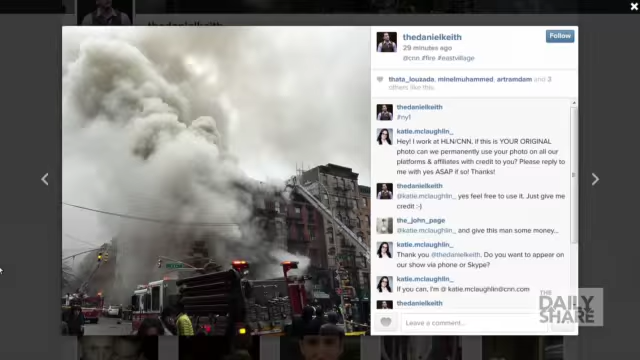 thedanielkeith
Follow
29 minutes ago
@cnn #fire #eastvillage
thata_louzada, minelmuhammed, artramdam and 3
others like this.
thedanielkeith
#ny1
katie.mclaughlin_
Hey! I work at HLN/CNN, if this is YOUR ORIGINAL
photo can we permanently use your photo on all our
platforms & affiliates with credit to you? Please reply to
me with yes ASAP if so! Thanks!
thedanielkeith
@katie.mclaughlin_ yes feel free to use it. Just give me
credit :-)
the_john_page
@katie.mclaughlin_ and give this man some money...
katie.mclaughlin_
Thank you @thedanielkeith. Do you want to appear on
our show via phone or Skype?
katie.mclaughlin_
If you can, I'm @ katie.mclaughlin@cnn.com
thedanielkeith
Leave a comment...
THE
DAILY
SHARE